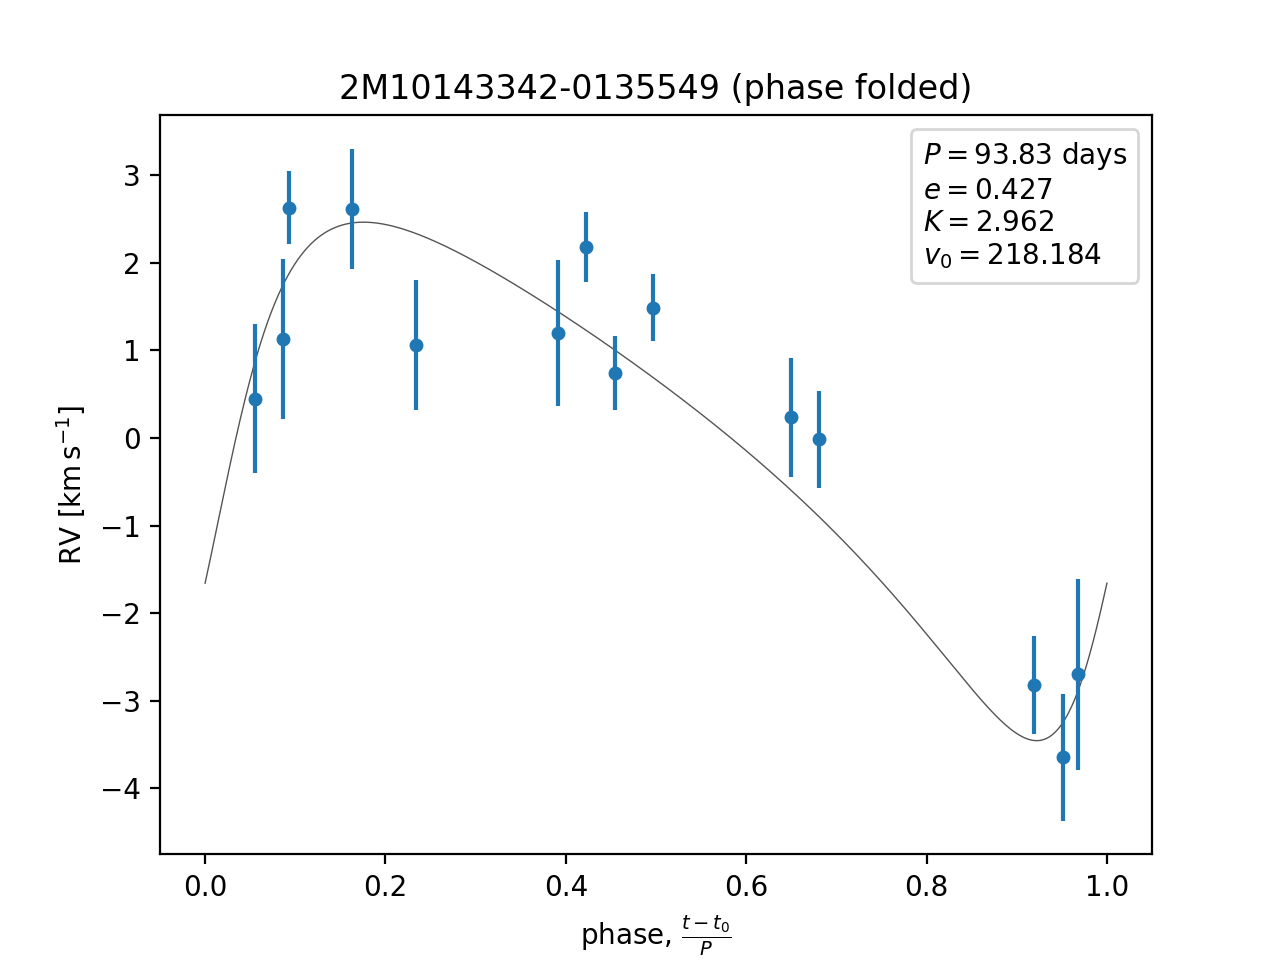 2M10143342-0135549 (phase folded)
P = 93.83 days
e = 0.427
K = 2.962
v₀ = 218.184
3
2
1
0
−1
−2
−3
−4
RV [km s⁻¹]
0.0 0.2 0.4 0.6 0.8 1.0
phase, (t − t₀)/P